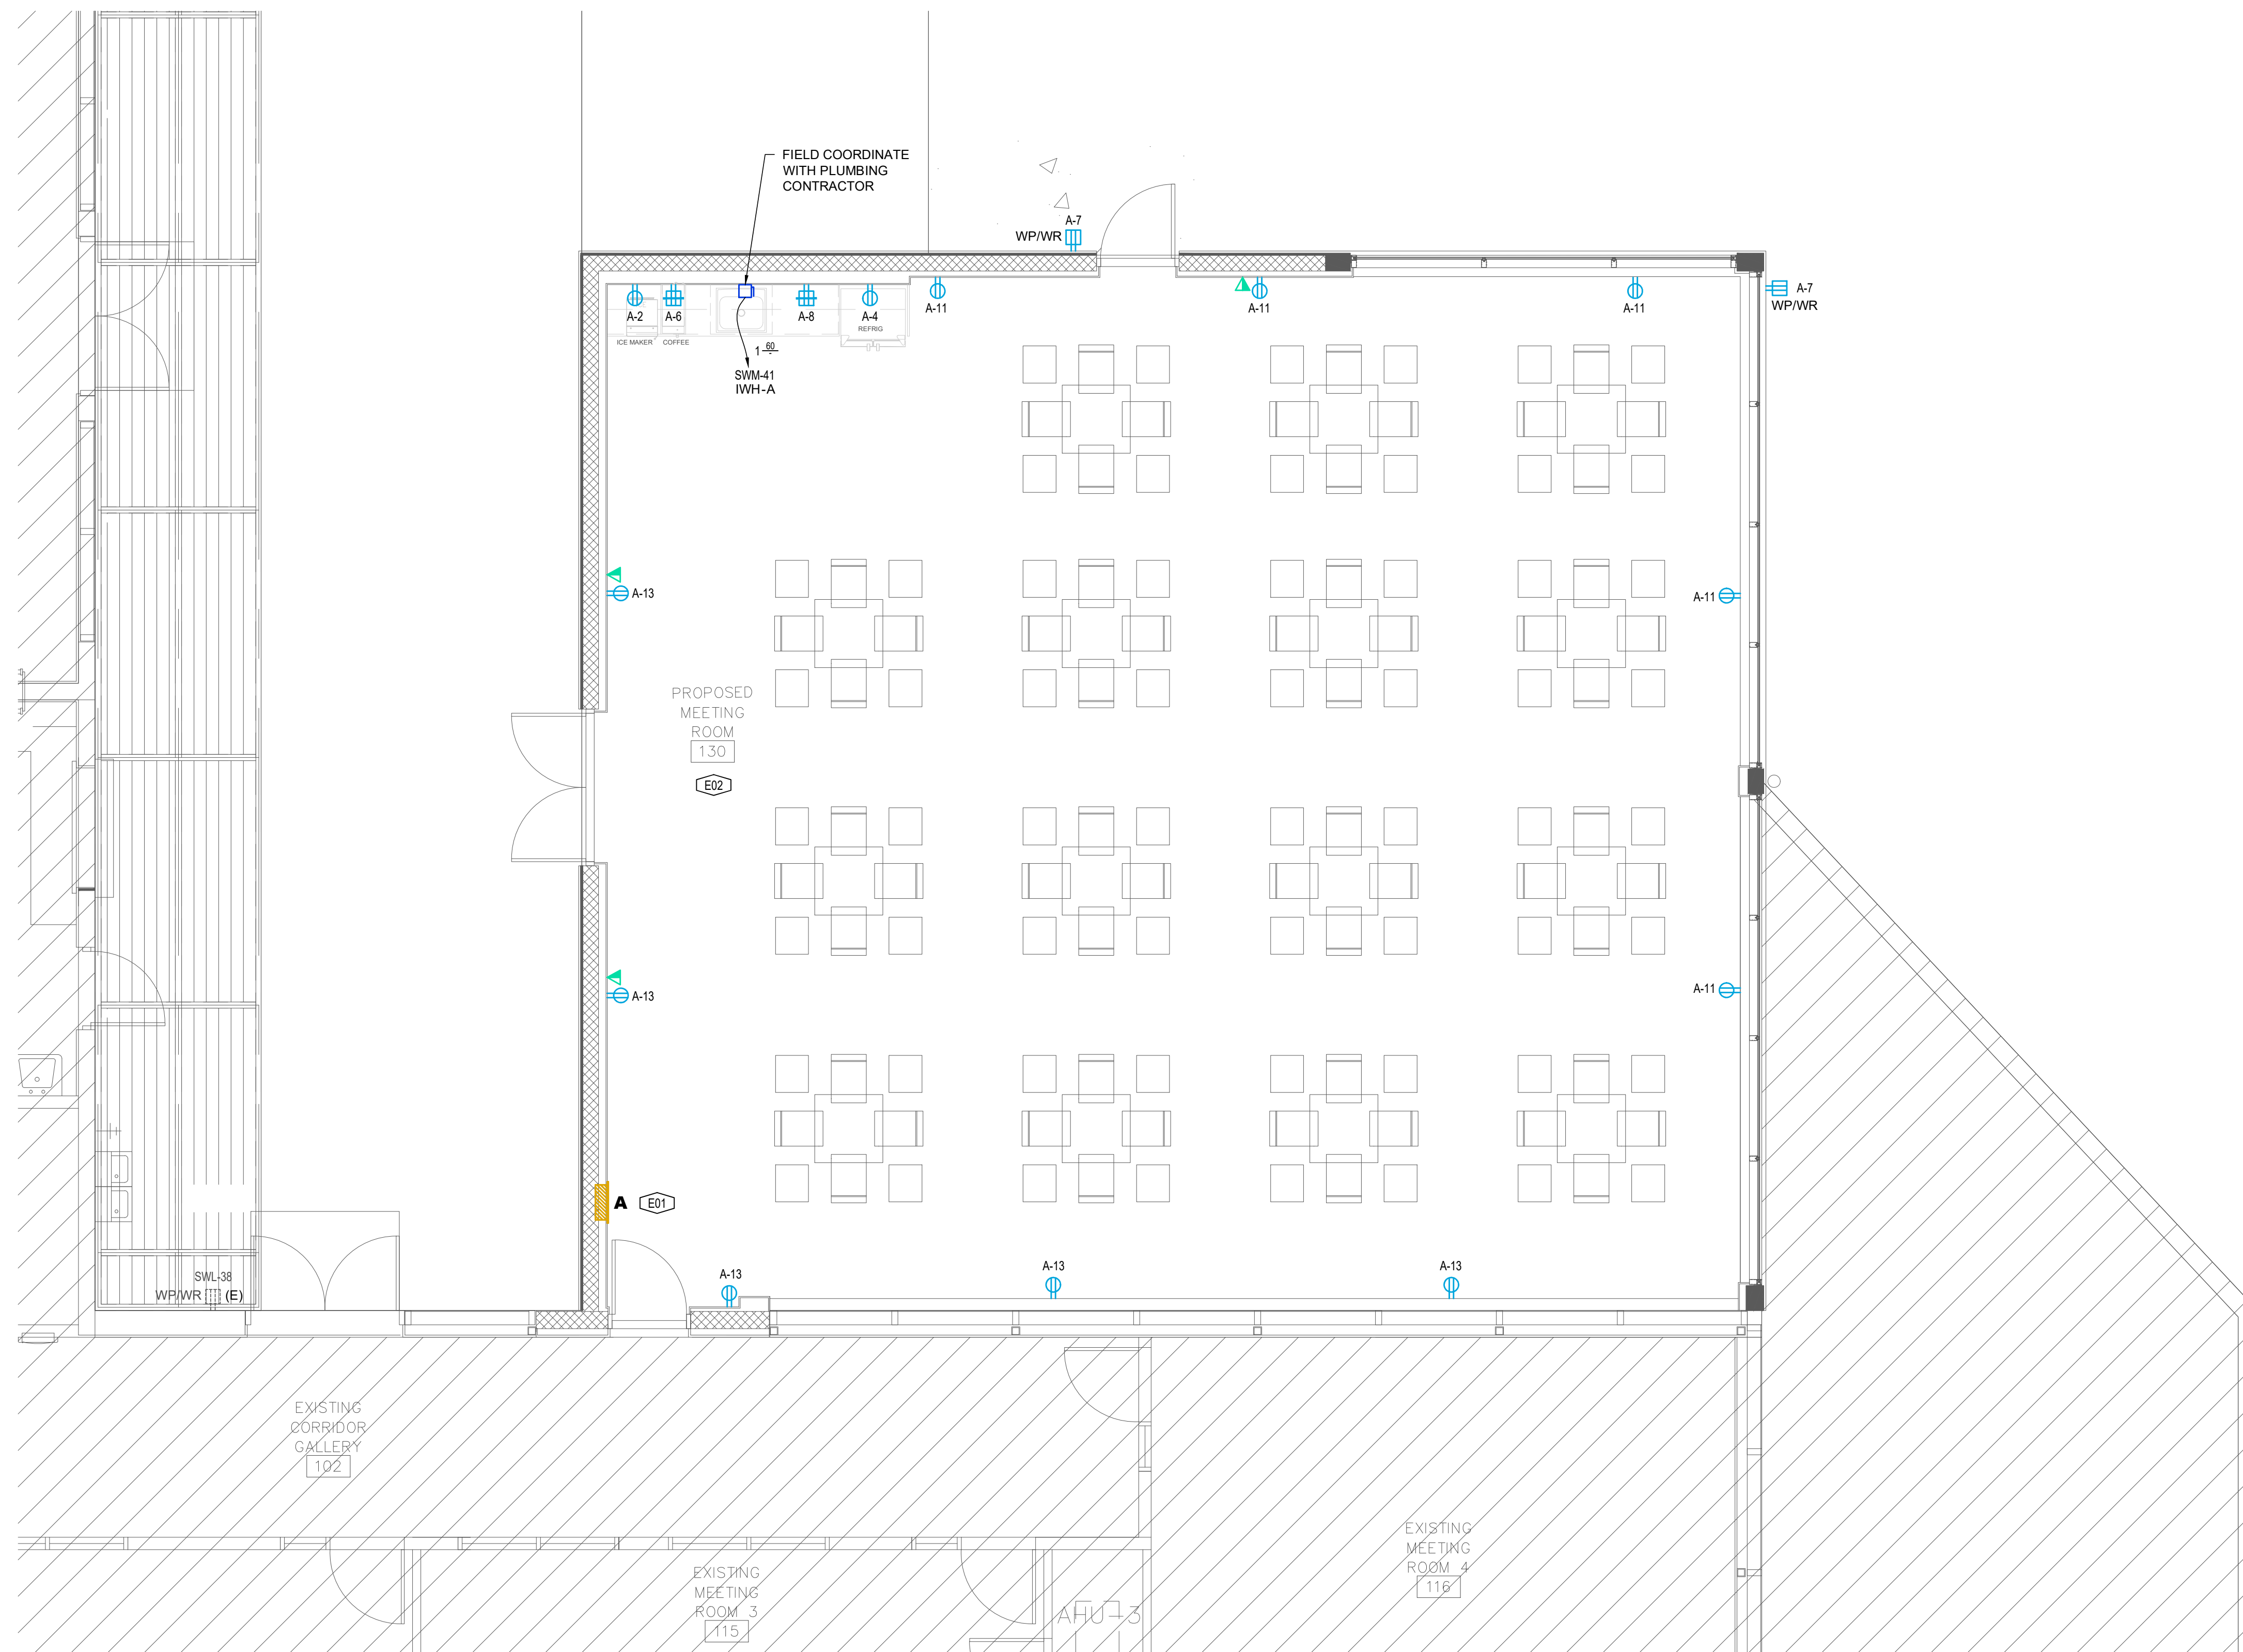 FIELD COORDINATE
WITH PLUMBING
CONTRACTOR
A-7
WP/WR
A-7
WP/WR
A-2
A-6
A-8
A-4
A-11
A-11
A-11
REFRIG
ICE MAKER
COFFEE
1 60
-
SWM-41
IWH-A
A-13
A-11
PROPOSED
MEETING
ROOM
130
E02
A-13
A-11
A
E01
A-13
A-13
A-13
SWL-38
WP/WR
(E)
EXISTING
CORRIDOR
GALLERY
102
EXISTING
MEETING
ROOM 4
116
EXISTING
MEETING
ROOM 3
115
AHU-3